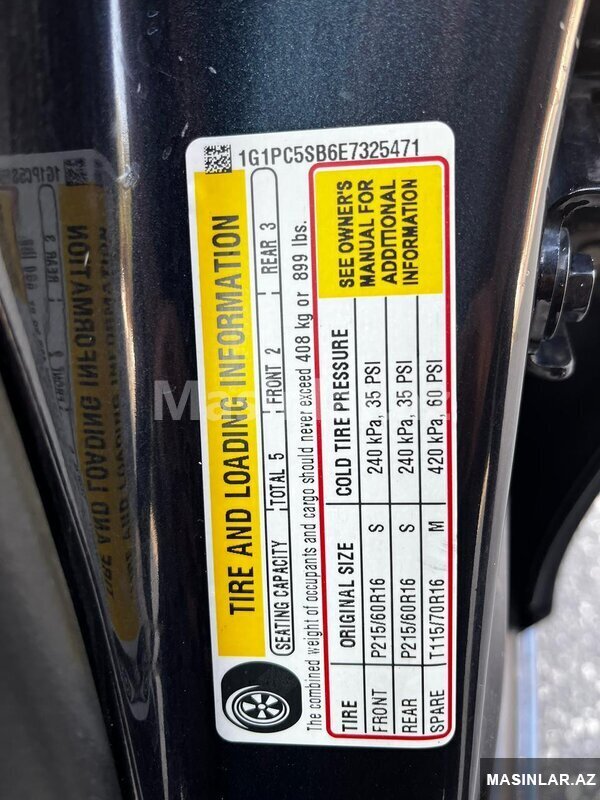 1G1PC5SB6E7325471
TIRE AND LOADING INFORMATION
SEATING CAPACITY TOTAL 5 FRONT 2 REAR 3
The combined weight of occupants and cargo should never exceed 408 kg or 899 lbs.
TIRE ORIGINAL SIZE COLD TIRE PRESSURE
FRONT P215/60R16 S 240 kPa, 35 PSI
REAR P215/60R16 S 240 kPa, 35 PSI
SPARE T115/70R16 M 420 kPa, 60 PSI
SEE OWNER'S
MANUAL FOR
ADDITIONAL
INFORMATION
MASINLAR.AZ